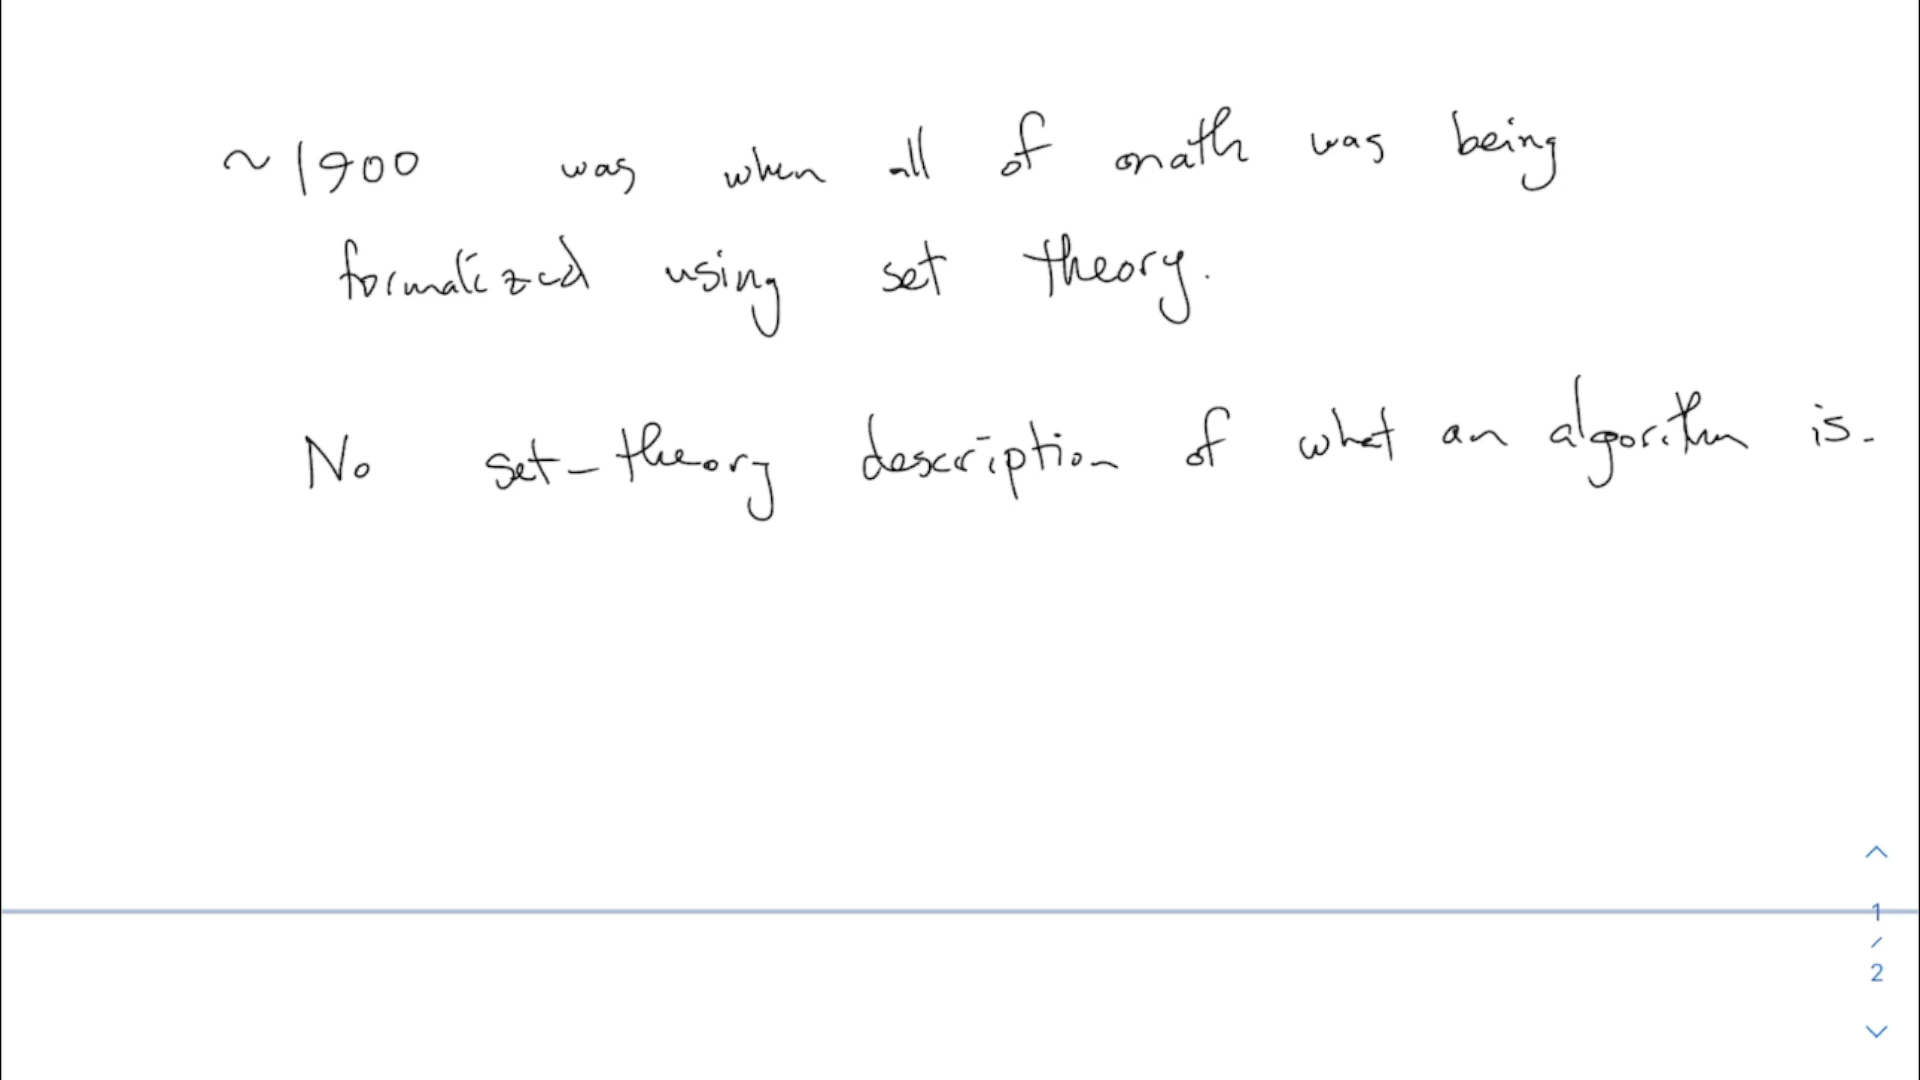 ~1900 was when all of math was being
formalized using set theory.
No set-theory description of what an algorithm is.
1
/
2